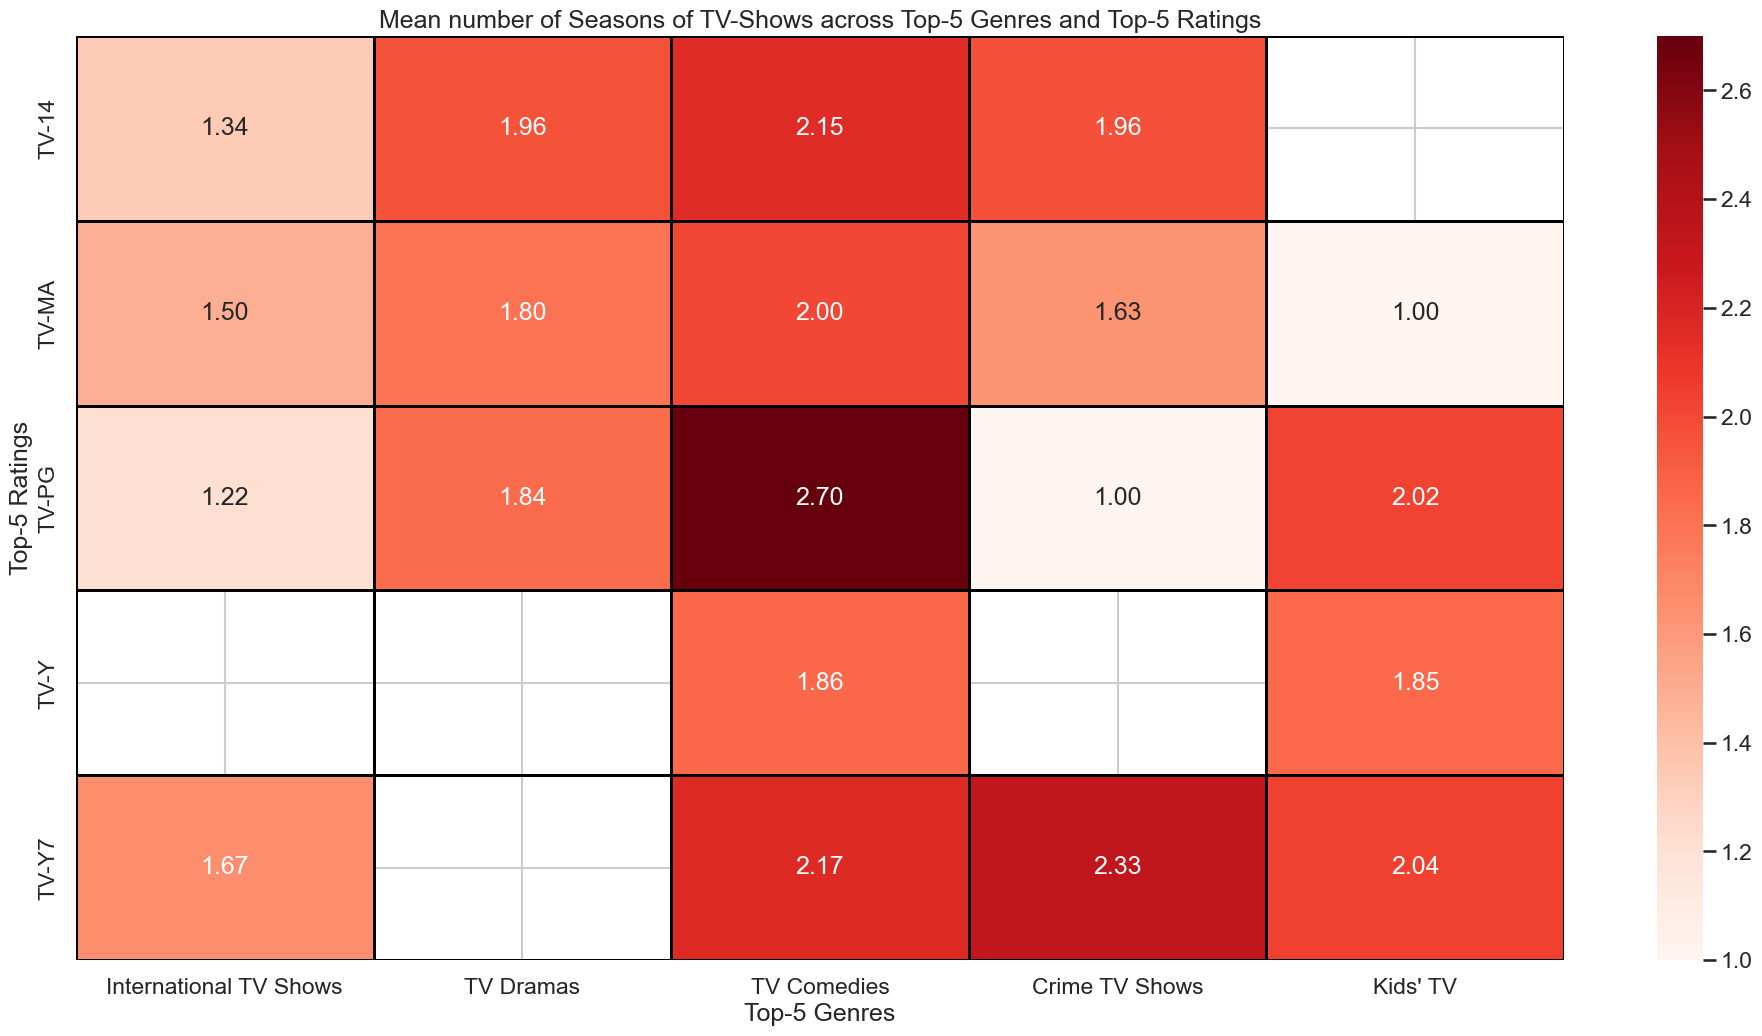 Mean number of Seasons of TV-Shows across Top-5 Genres and Top-5 Ratings
Top-5 Ratings
TV-14
1.34 1.96 2.15 1.96
TV-MA
1.50 1.80 2.00 1.63 1.00
TV-PG
1.22 1.84 2.70 1.00 2.02
TV-Y
1.86 1.85
TV-Y7
1.67 2.17 2.33 2.04
International TV Shows TV Dramas TV Comedies Crime TV Shows Kids' TV
Top-5 Genres
2.6
2.4
2.2
2.0
1.8
1.6
1.4
1.2
1.0